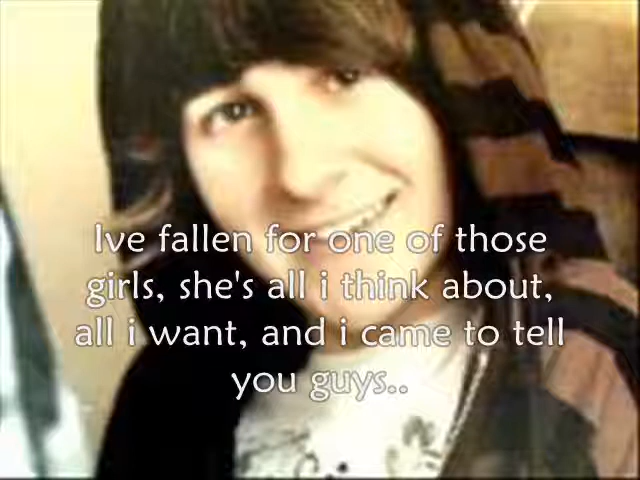 Ive fallen for one of those
girls, she's all i think about,
all i want, and i came to tell
you guys..